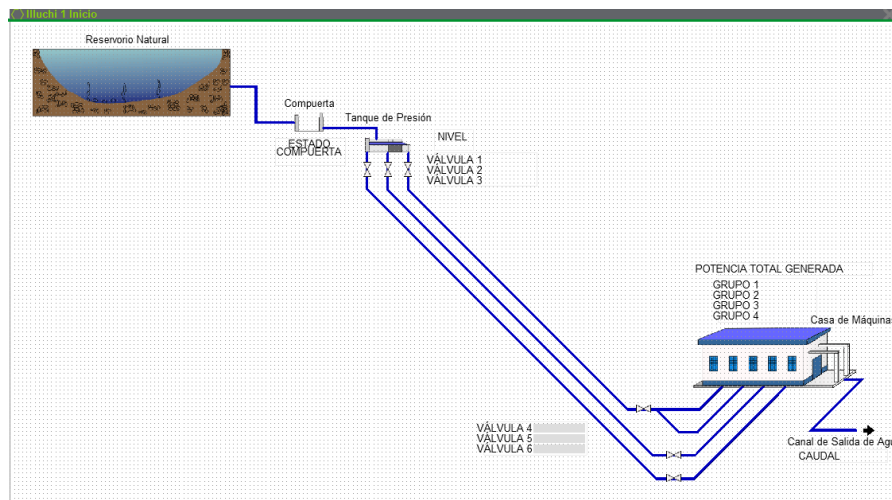 Illuchi 1 Inicio
Reservorio Natural
Compuerta
Tanque de Presión
ESTADO
COMPUERTA
NIVEL
VÁLVULA 1
VÁLVULA 2
VÁLVULA 3
POTENCIA TOTAL GENERADA
GRUPO 1
GRUPO 2
GRUPO 3
GRUPO 4
Casa de Máquinas
VÁLVULA 4
VÁLVULA 5
VÁLVULA 6
Canal de Salida de Agu
CAUDAL